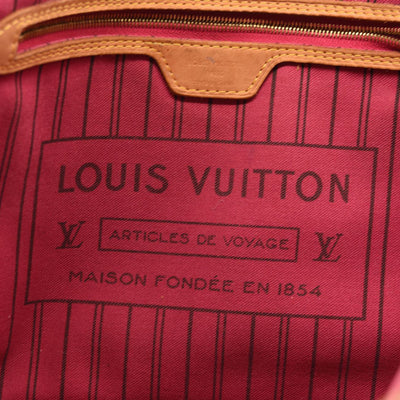 LOUIS VUITTON
LV ARTICLES DE VOYAGE LV
MAISON FONDÉE EN 1854